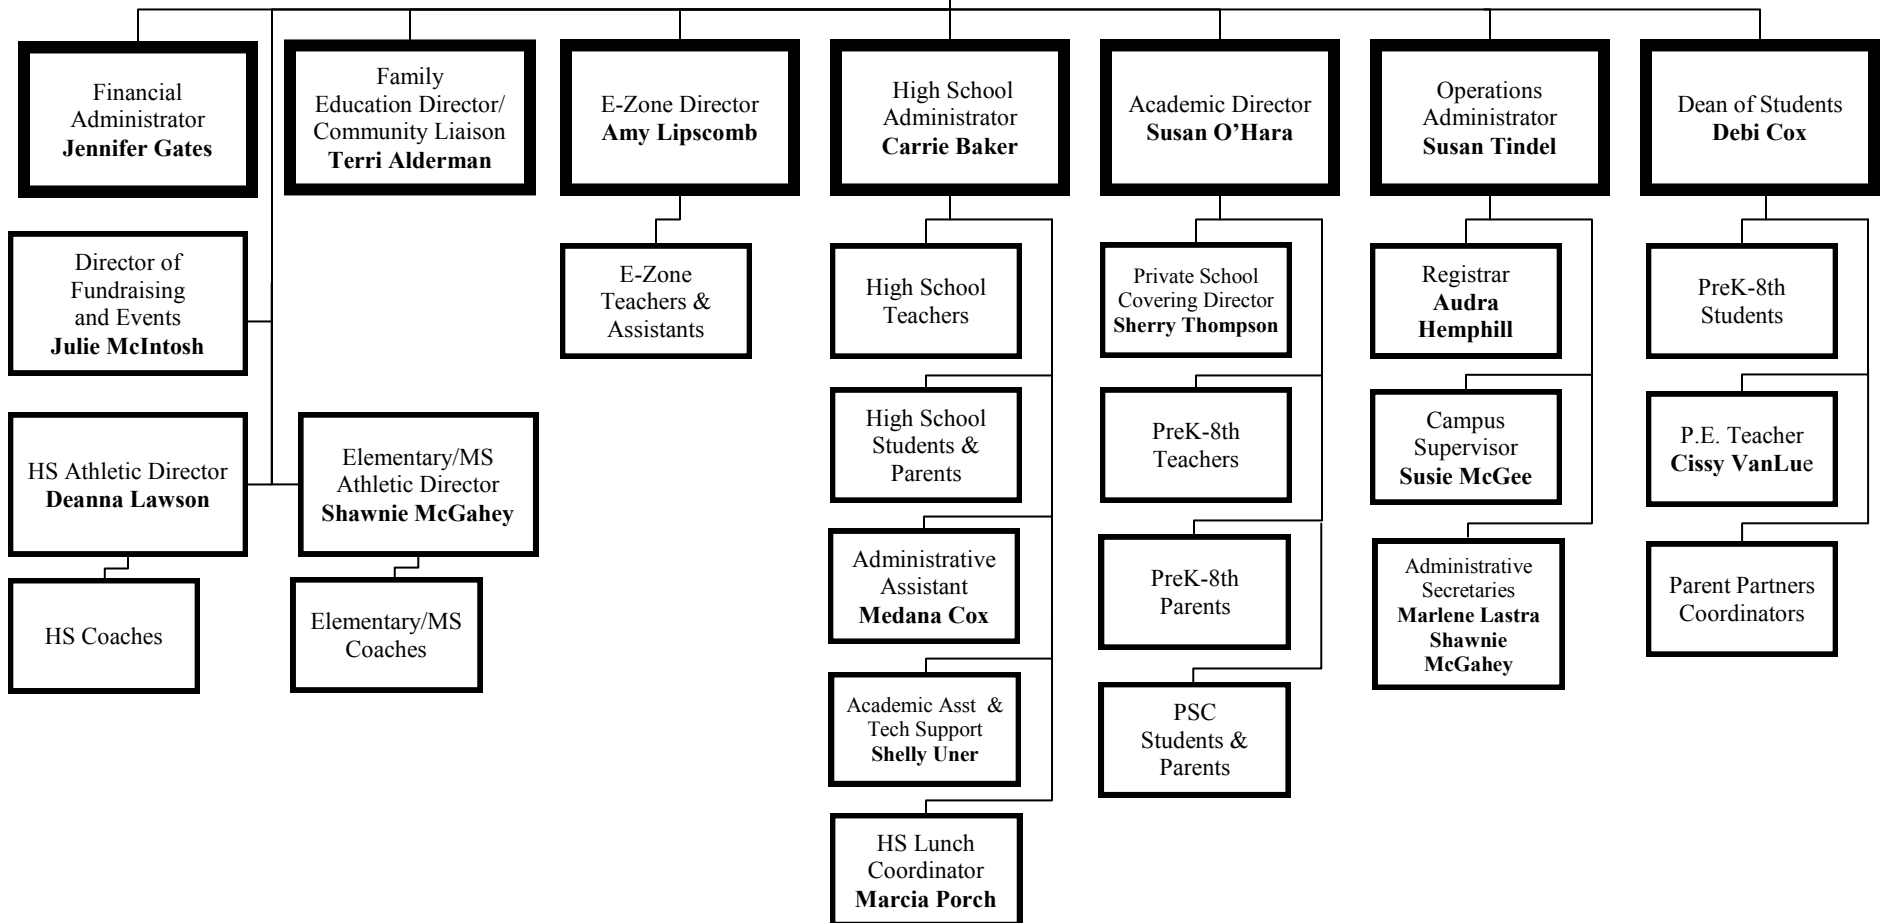 Financial
Administrator
Jennifer Gates
Family
Education Director/
Community Liaison
Terri Alderman
E-Zone Director
Amy Lipscomb
High School
Administrator
Carrie Baker
Academic Director
Susan O’Hara
Operations
Administrator
Susan Tindel
Dean of Students
Debi Cox
Director of
Fundraising
and Events
Julie McIntosh
E-Zone
Teachers &
Assistants
High School
Teachers
Private School
Covering Director
Sherry Thompson
Registrar
Audra
Hemphill
PreK-8th
Students
HS Athletic Director
Deanna Lawson
Elementary/MS
Athletic Director
Shawnie McGahey
High School
Students &
Parents
PreK-8th
Teachers
Campus
Supervisor
Susie McGee
P.E. Teacher
Cissy VanLue
HS Coaches
Elementary/MS
Coaches
Administrative
Assistant
Medana Cox
PreK-8th
Parents
Administrative
Secretaries
Marlene Lastra
Shawnie
McGahey
Parent Partners
Coordinators
Academic Asst &
Tech Support
Shelly Uner
PSC
Students &
Parents
HS Lunch
Coordinator
Marcia Porch